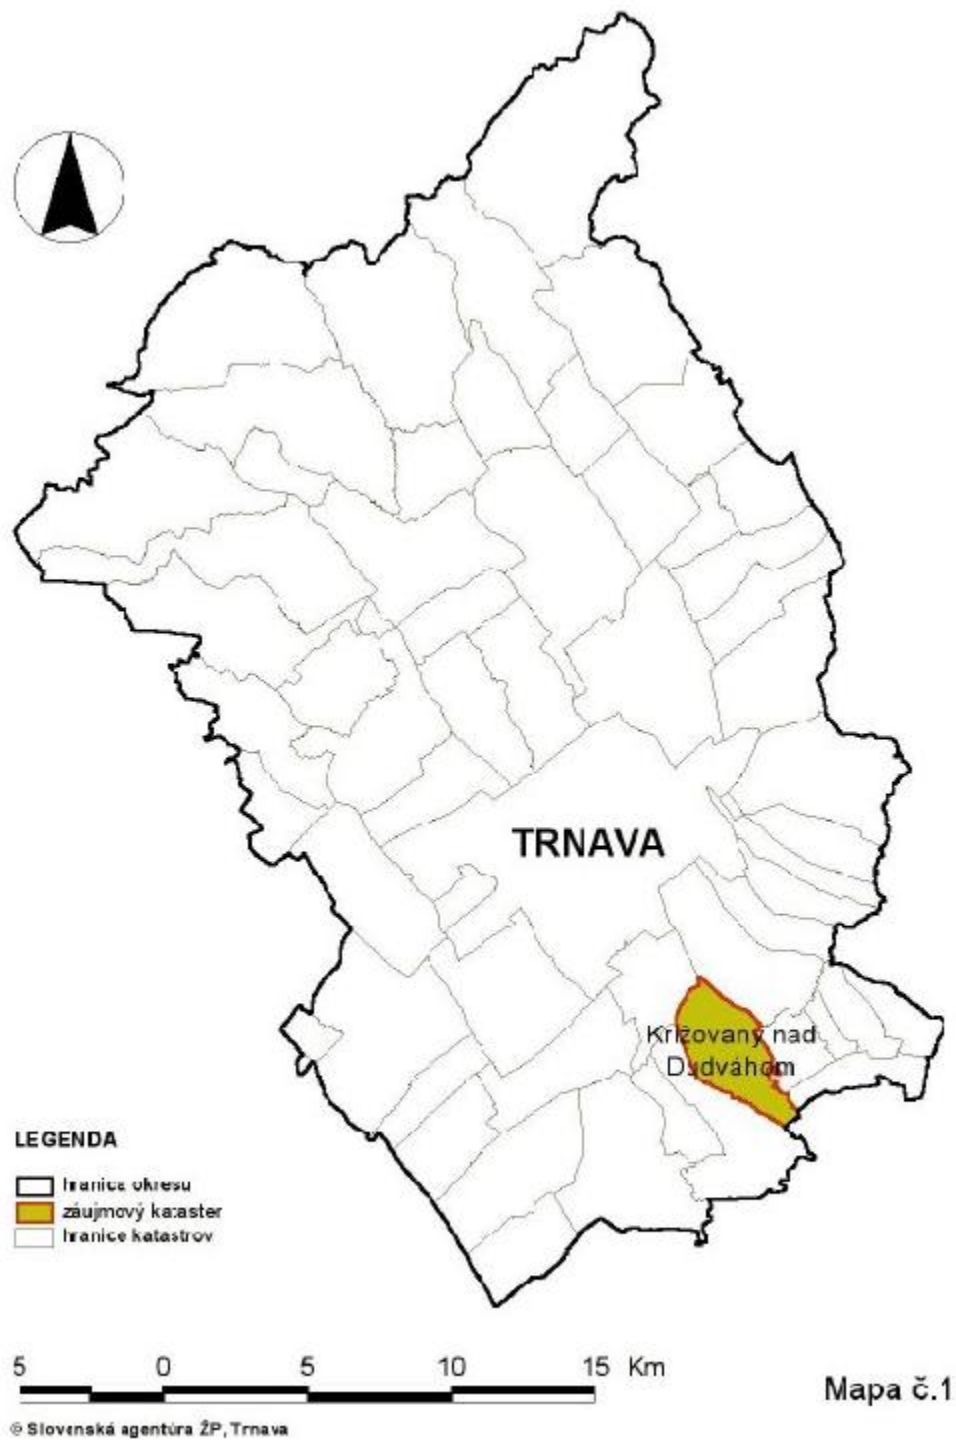 TRNAVA
Križovaný nad
Dudváhom
LEGENDA
hranica okresu
záujmový kataster
hranice katastrov
5 0 5 10 15 Km
Mapa č.1
© Slovenská agentúra ŽP, Trnava